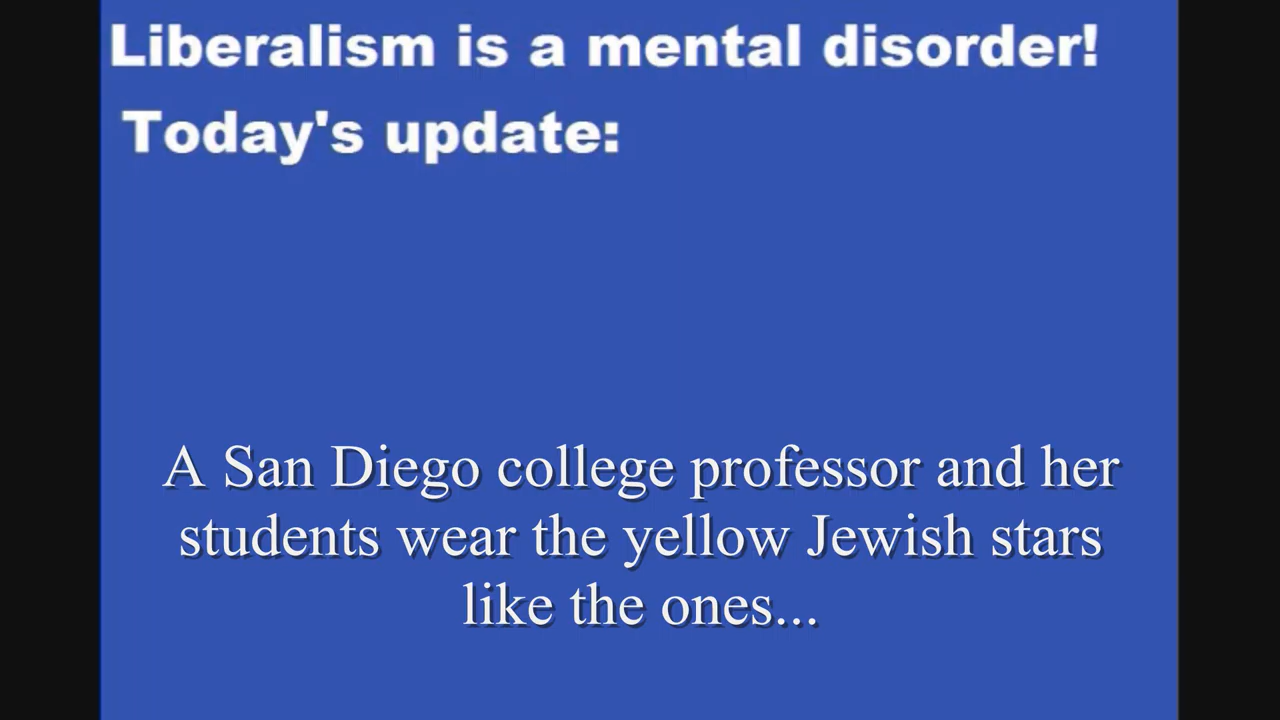 Liberalism is a mental disorder!
Today's update:
A San Diego college professor and her
students wear the yellow Jewish stars
like the ones...